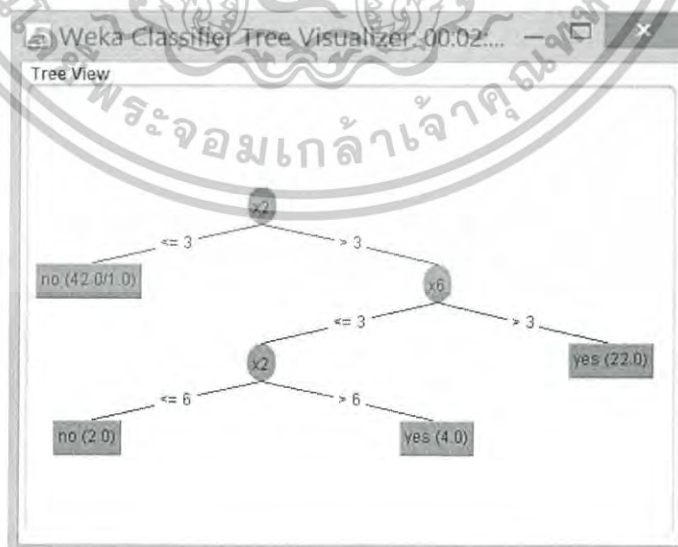 Weka Classifier Tree Visualizer: 00:02:...
Tree View
พระจอมเกล้าเจ้าคุณ
x2
<= 3
> 3
no (42.0/1.0)
x6
<= 3
> 3
x2
yes (22.0)
<= 6
> 6
no (2.0)
yes (4.0)